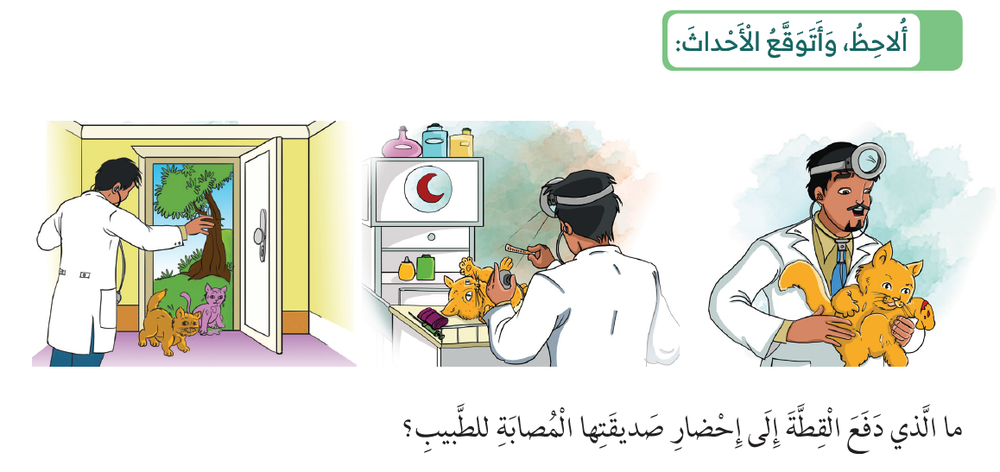 أُلاحِظُ، وَأَتَوَقَّعُ الْأَحْداثَ:
ما الَّذي دَفَعَ الْقِطَّةَ إِلَى إِحْضارِ صَديقَتِها الْمُصابَةِ للطَّبيبِ؟